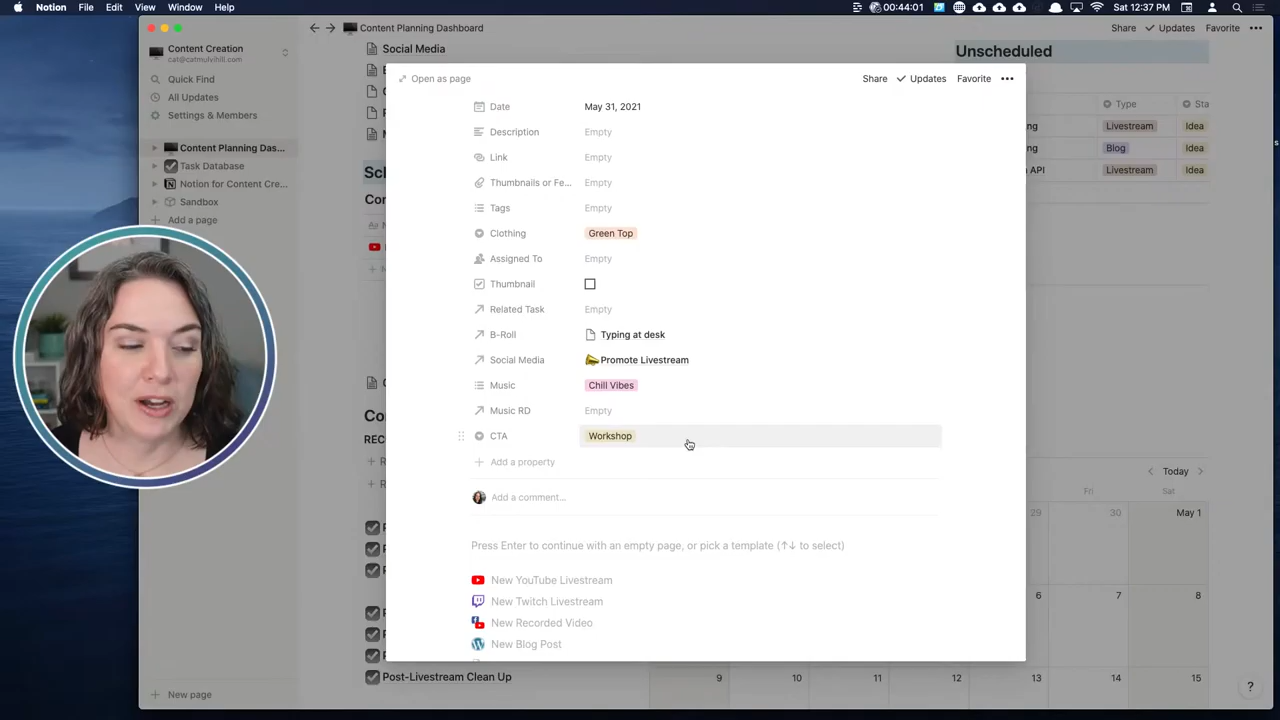 Notion File Edit View Window Help
00:44:01
Sat 12:37 PM
Content Creation
cat@catmulvihill.com
Quick Find
All Updates
Settings & Members
Content Planning Das...
Task Database
Notion for Content Cre...
Sandbox
Add a page
New page
Content Planning Dashboard
Share Updates Favorite
Social Media
Unscheduled
Type
Livestream Idea
Blog Idea
API Livestream Idea
Open as page
Share Updates Favorite
Date May 31, 2021
Description Empty
Link Empty
Thumbnails or Fe... Empty
Tags Empty
Clothing Green Top
Assigned To Empty
Thumbnail
Related Task Empty
B-Roll Typing at desk
Social Media Promote Livestream
Music Chill Vibes
Music RD Empty
CTA Workshop
Add a property
Add a comment...
Press Enter to continue with an empty page, or pick a template (↑↓ to select)
New YouTube Livestream
New Twitch Livestream
New Recorded Video
New Blog Post
Today
Fri Sat
29 30 May 1
6 7 8
Post-Livestream Clean Up
9 10 11 12 13 14 15
?